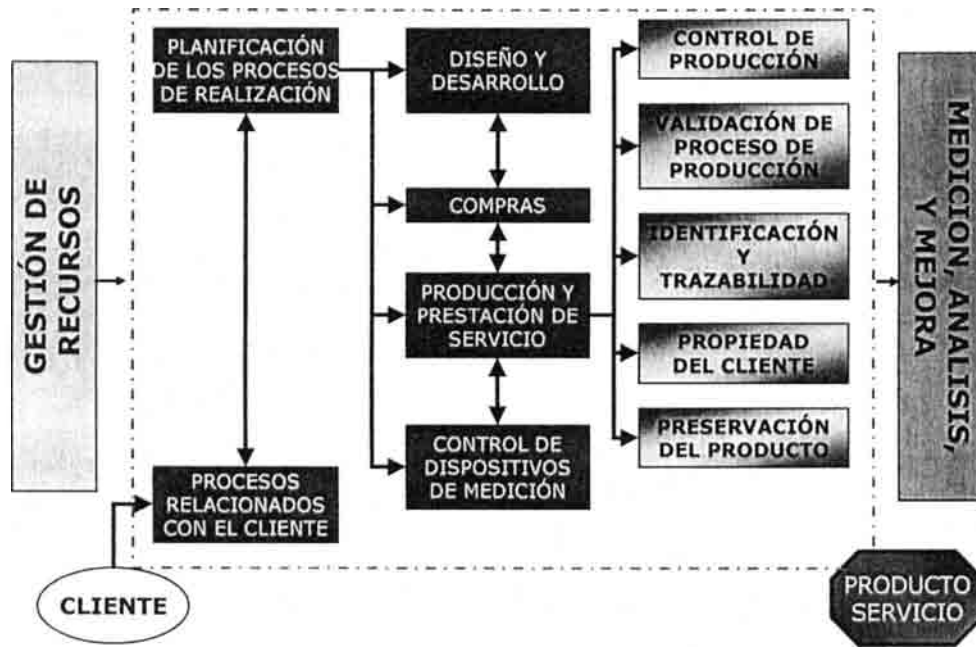 GESTIÓN DE
RECURSOS
PLANIFICACIÓN
DE LOS PROCESOS
DE REALIZACIÓN
PROCESOS
RELACIONADOS
CON EL CLIENTE
CLIENTE
DISEÑO Y
DESARROLLO
COMPRAS
PRODUCCIÓN Y
PRESTACIÓN DE
SERVICIO
CONTROL DE
DISPOSITIVOS
DE MEDICIÓN
CONTROL DE
PRODUCCIÓN
VALIDACIÓN DE
PROCESO DE
PRODUCCIÓN
IDENTIFICACIÓN
Y
TRAZABILIDAD
PROPIEDAD
DEL CLIENTE
PRESERVACIÓN
DEL PRODUCTO
MEDICION, ANALISIS,
Y MEJORA
PRODUCTO
SERVICIO